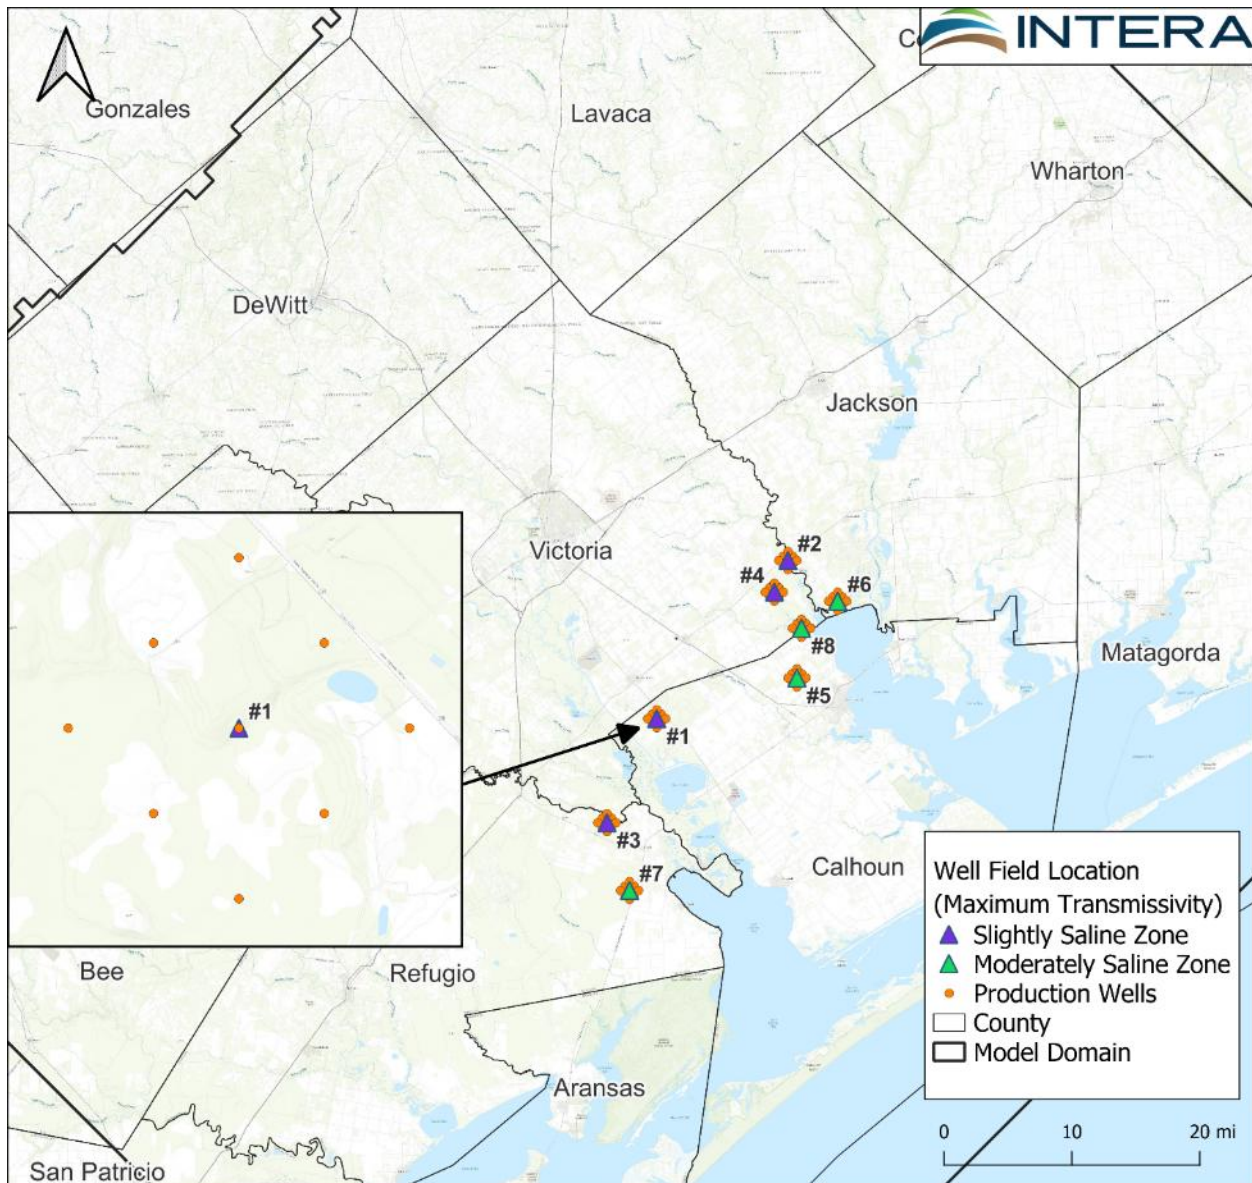 INTERA
Gonzales
Lavaca
Wharton
DeWitt
Jackson
Victoria
#2
#4
#6
#8
#5
Matagorda
#1
#1
#3
#7
Calhoun
Bee
Refugio
Aransas
San Patricio
Well Field Location
(Maximum Transmissivity)
Slightly Saline Zone
Moderately Saline Zone
Production Wells
County
Model Domain
0 10 20 mi